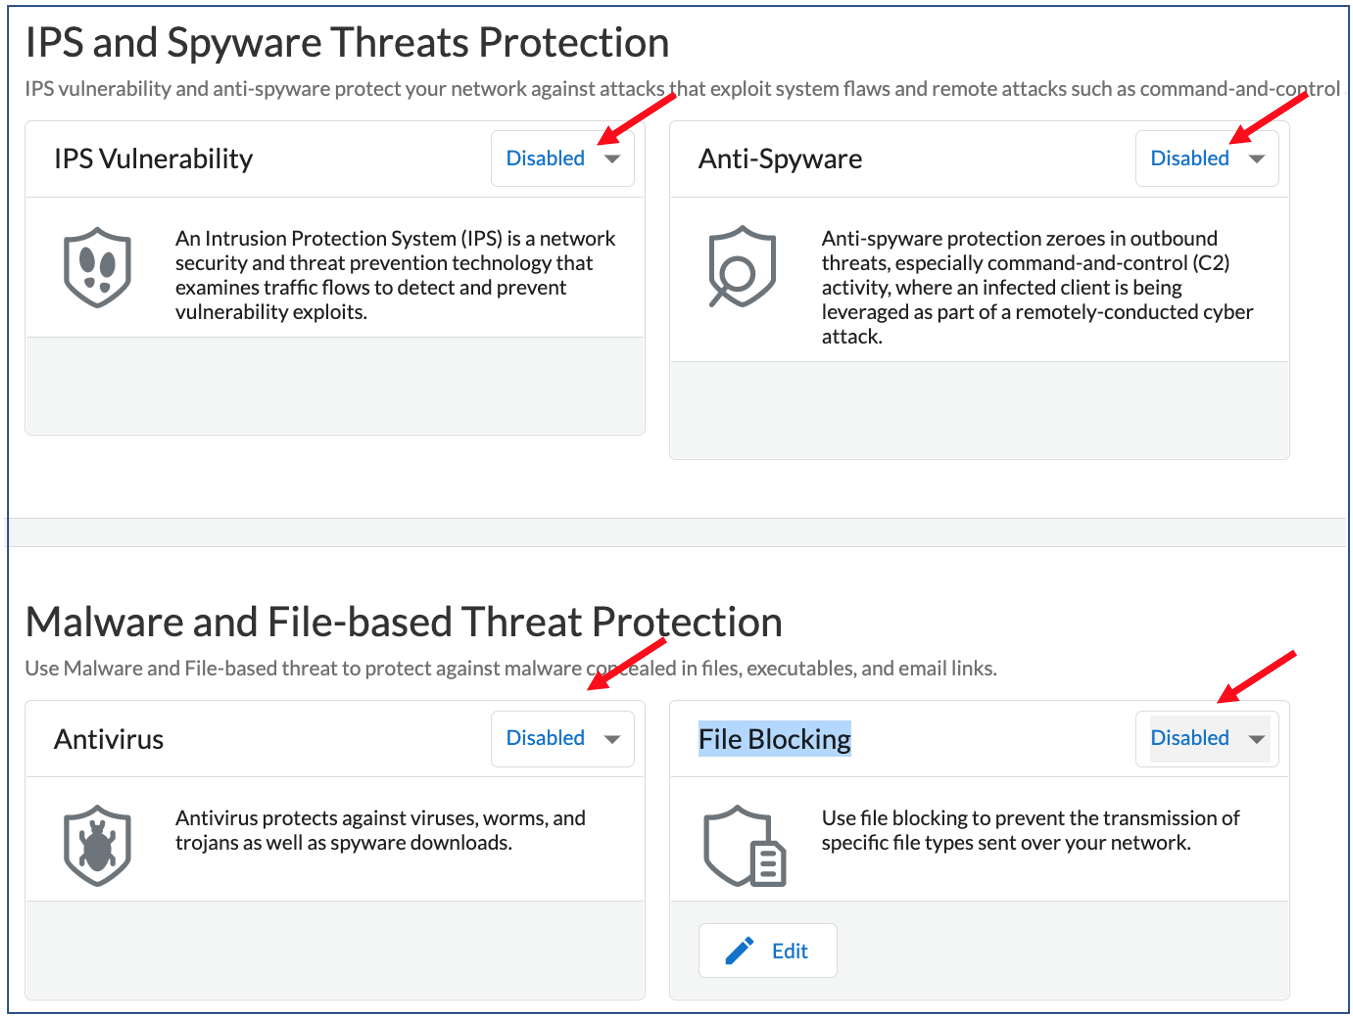 IPS and Spyware Threats Protection
IPS vulnerability and anti-spyware protect your network against attacks that exploit system flaws and remote attacks such as command-and-control
IPS Vulnerability
Disabled
An Intrusion Protection System (IPS) is a network
security and threat prevention technology that
examines traffic flows to detect and prevent
vulnerability exploits.
Anti-Spyware
Disabled
Anti-spyware protection zeroes in outbound
threats, especially command-and-control (C2)
activity, where an infected client is being
leveraged as part of a remotely-conducted cyber
attack.
Malware and File-based Threat Protection
Use Malware and File-based threat to protect against malware concealed in files, executables, and email links.
Antivirus
Disabled
Antivirus protects against viruses, worms, and
trojans as well as spyware downloads.
File Blocking
Disabled
Use file blocking to prevent the transmission of
specific file types sent over your network.
Edit